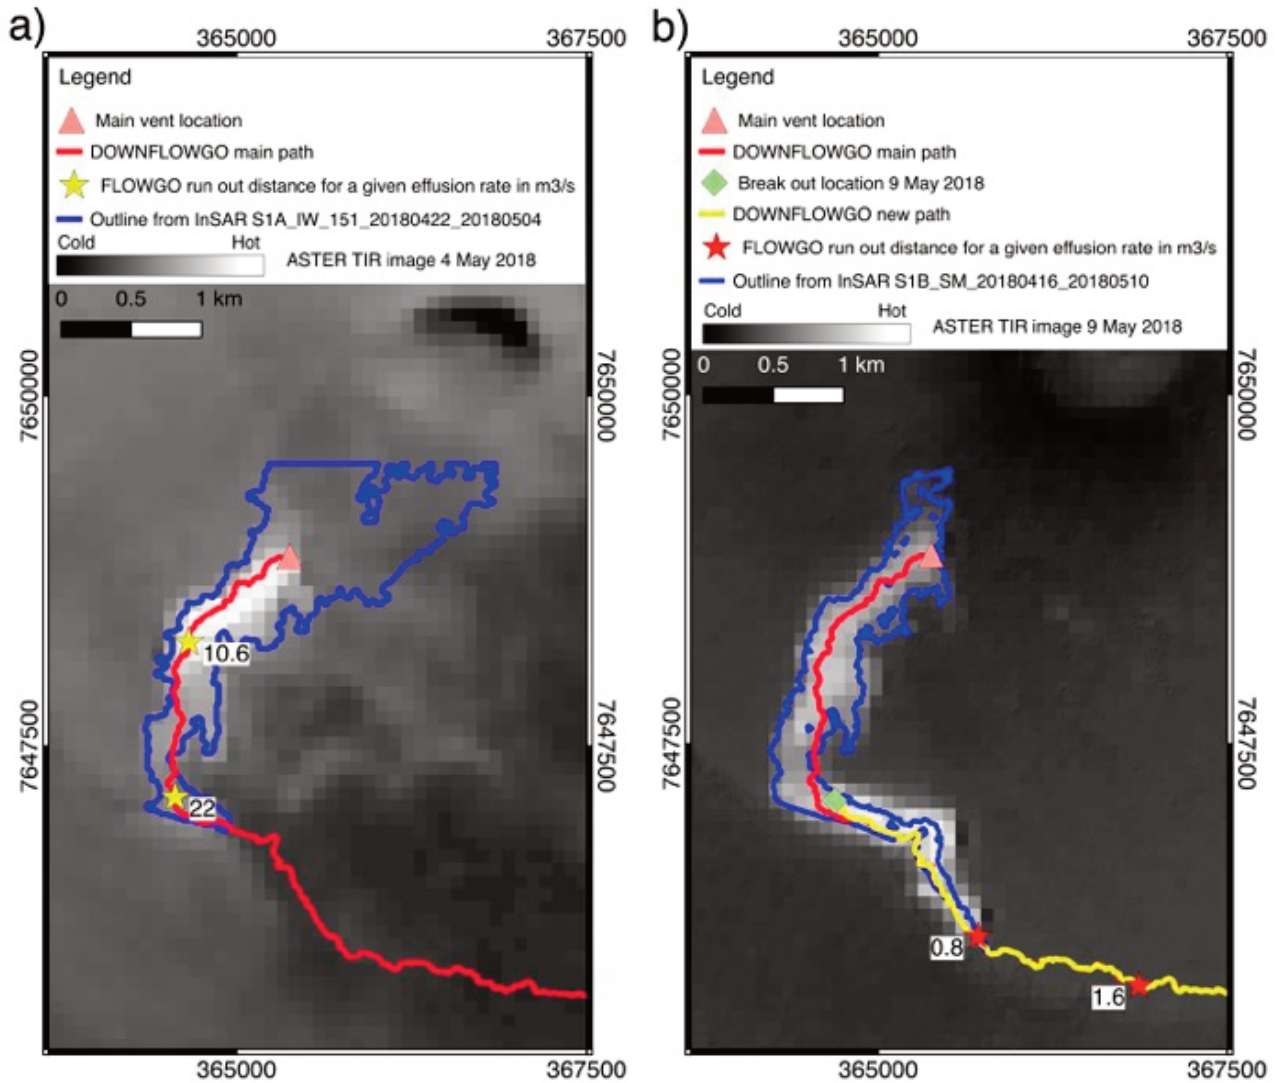 a)
365000 367500
Legend
Main vent location
DOWNFLOWGO main path
FLOWGO run out distance for a given effusion rate in m3/s
Outline from InSAR S1A_IW_151_20180422_20180504
Cold Hot
ASTER TIR image 4 May 2018
0 0.5 1 km
7650000 7650000
10.6
7647500 7647500
22
365000 367500
b)
365000 367500
Legend
Main vent location
DOWNFLOWGO main path
Break out location 9 May 2018
DOWNFLOWGO new path
FLOWGO run out distance for a given effusion rate in m3/s
Outline from InSAR S1B_SM_20180416_20180510
Cold Hot
ASTER TIR image 9 May 2018
0 0.5 1 km
7650000 7650000
7647500 7647500
0.8
1.6
365000 367500